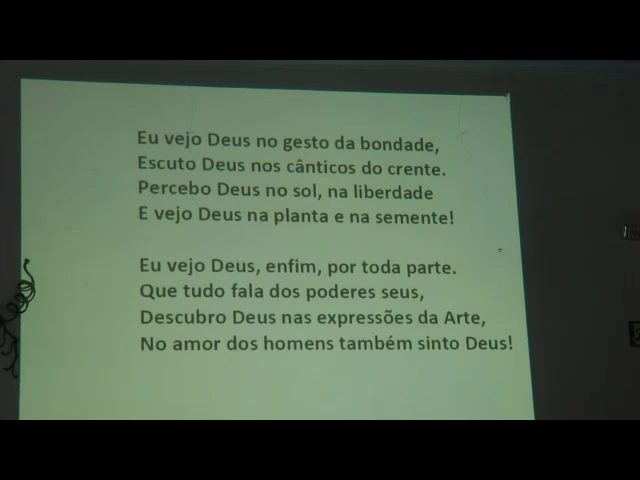 Eu vejo Deus no gesto da bondade,
Escuto Deus nos cânticos do crente.
Percebo Deus no sol, na liberdade
E vejo Deus na planta e na semente!
Eu vejo Deus, enfim, por toda parte.
Que tudo fala dos poderes seus,
Descubro Deus nas expressões da Arte,
No amor dos homens também sinto Deus!